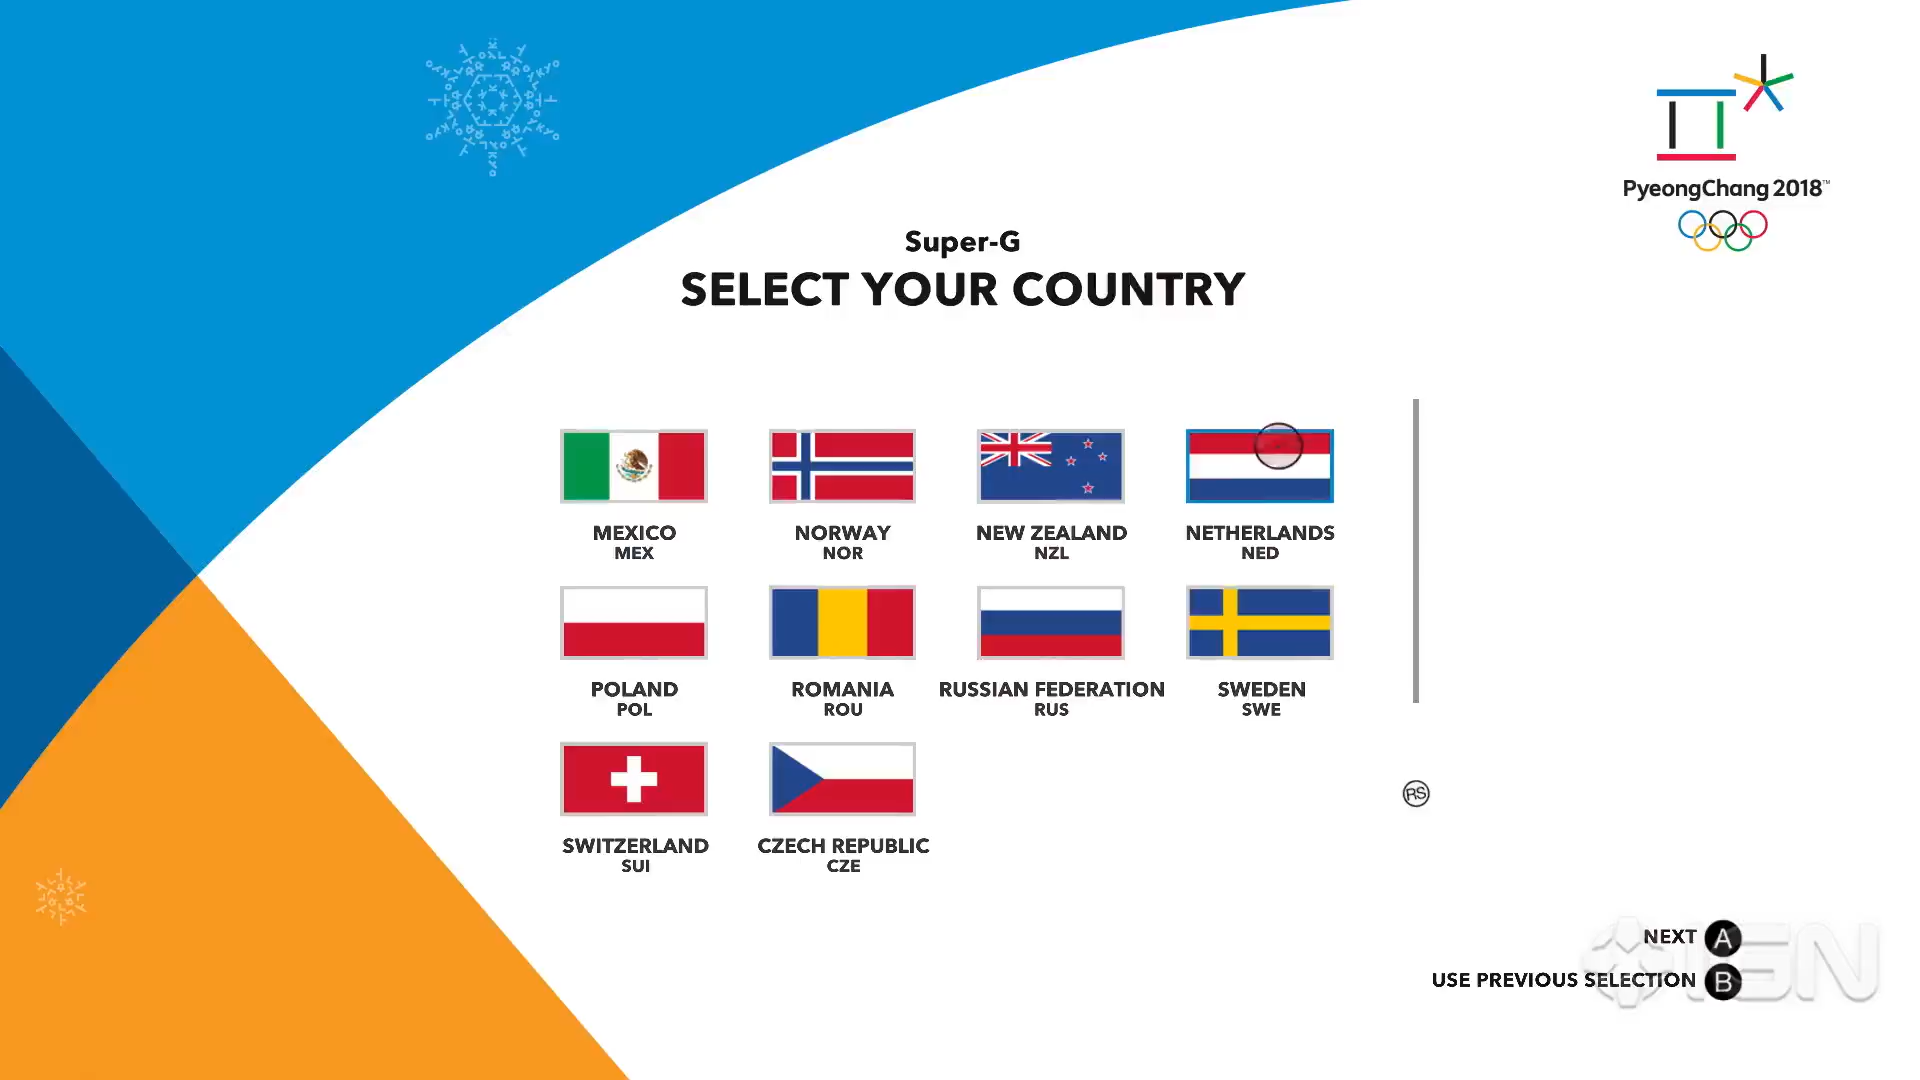 PyeongChang 2018™
Super-G
SELECT YOUR COUNTRY
MEXICO
MEX
NORWAY
NOR
NEW ZEALAND
NZL
NETHERLANDS
NED
POLAND
POL
ROMANIA
ROU
RUSSIAN FEDERATION
RUS
SWEDEN
SWE
SWITZERLAND
SUI
CZECH REPUBLIC
CZE
RS
NEXT A
USE PREVIOUS SELECTION B
IGN